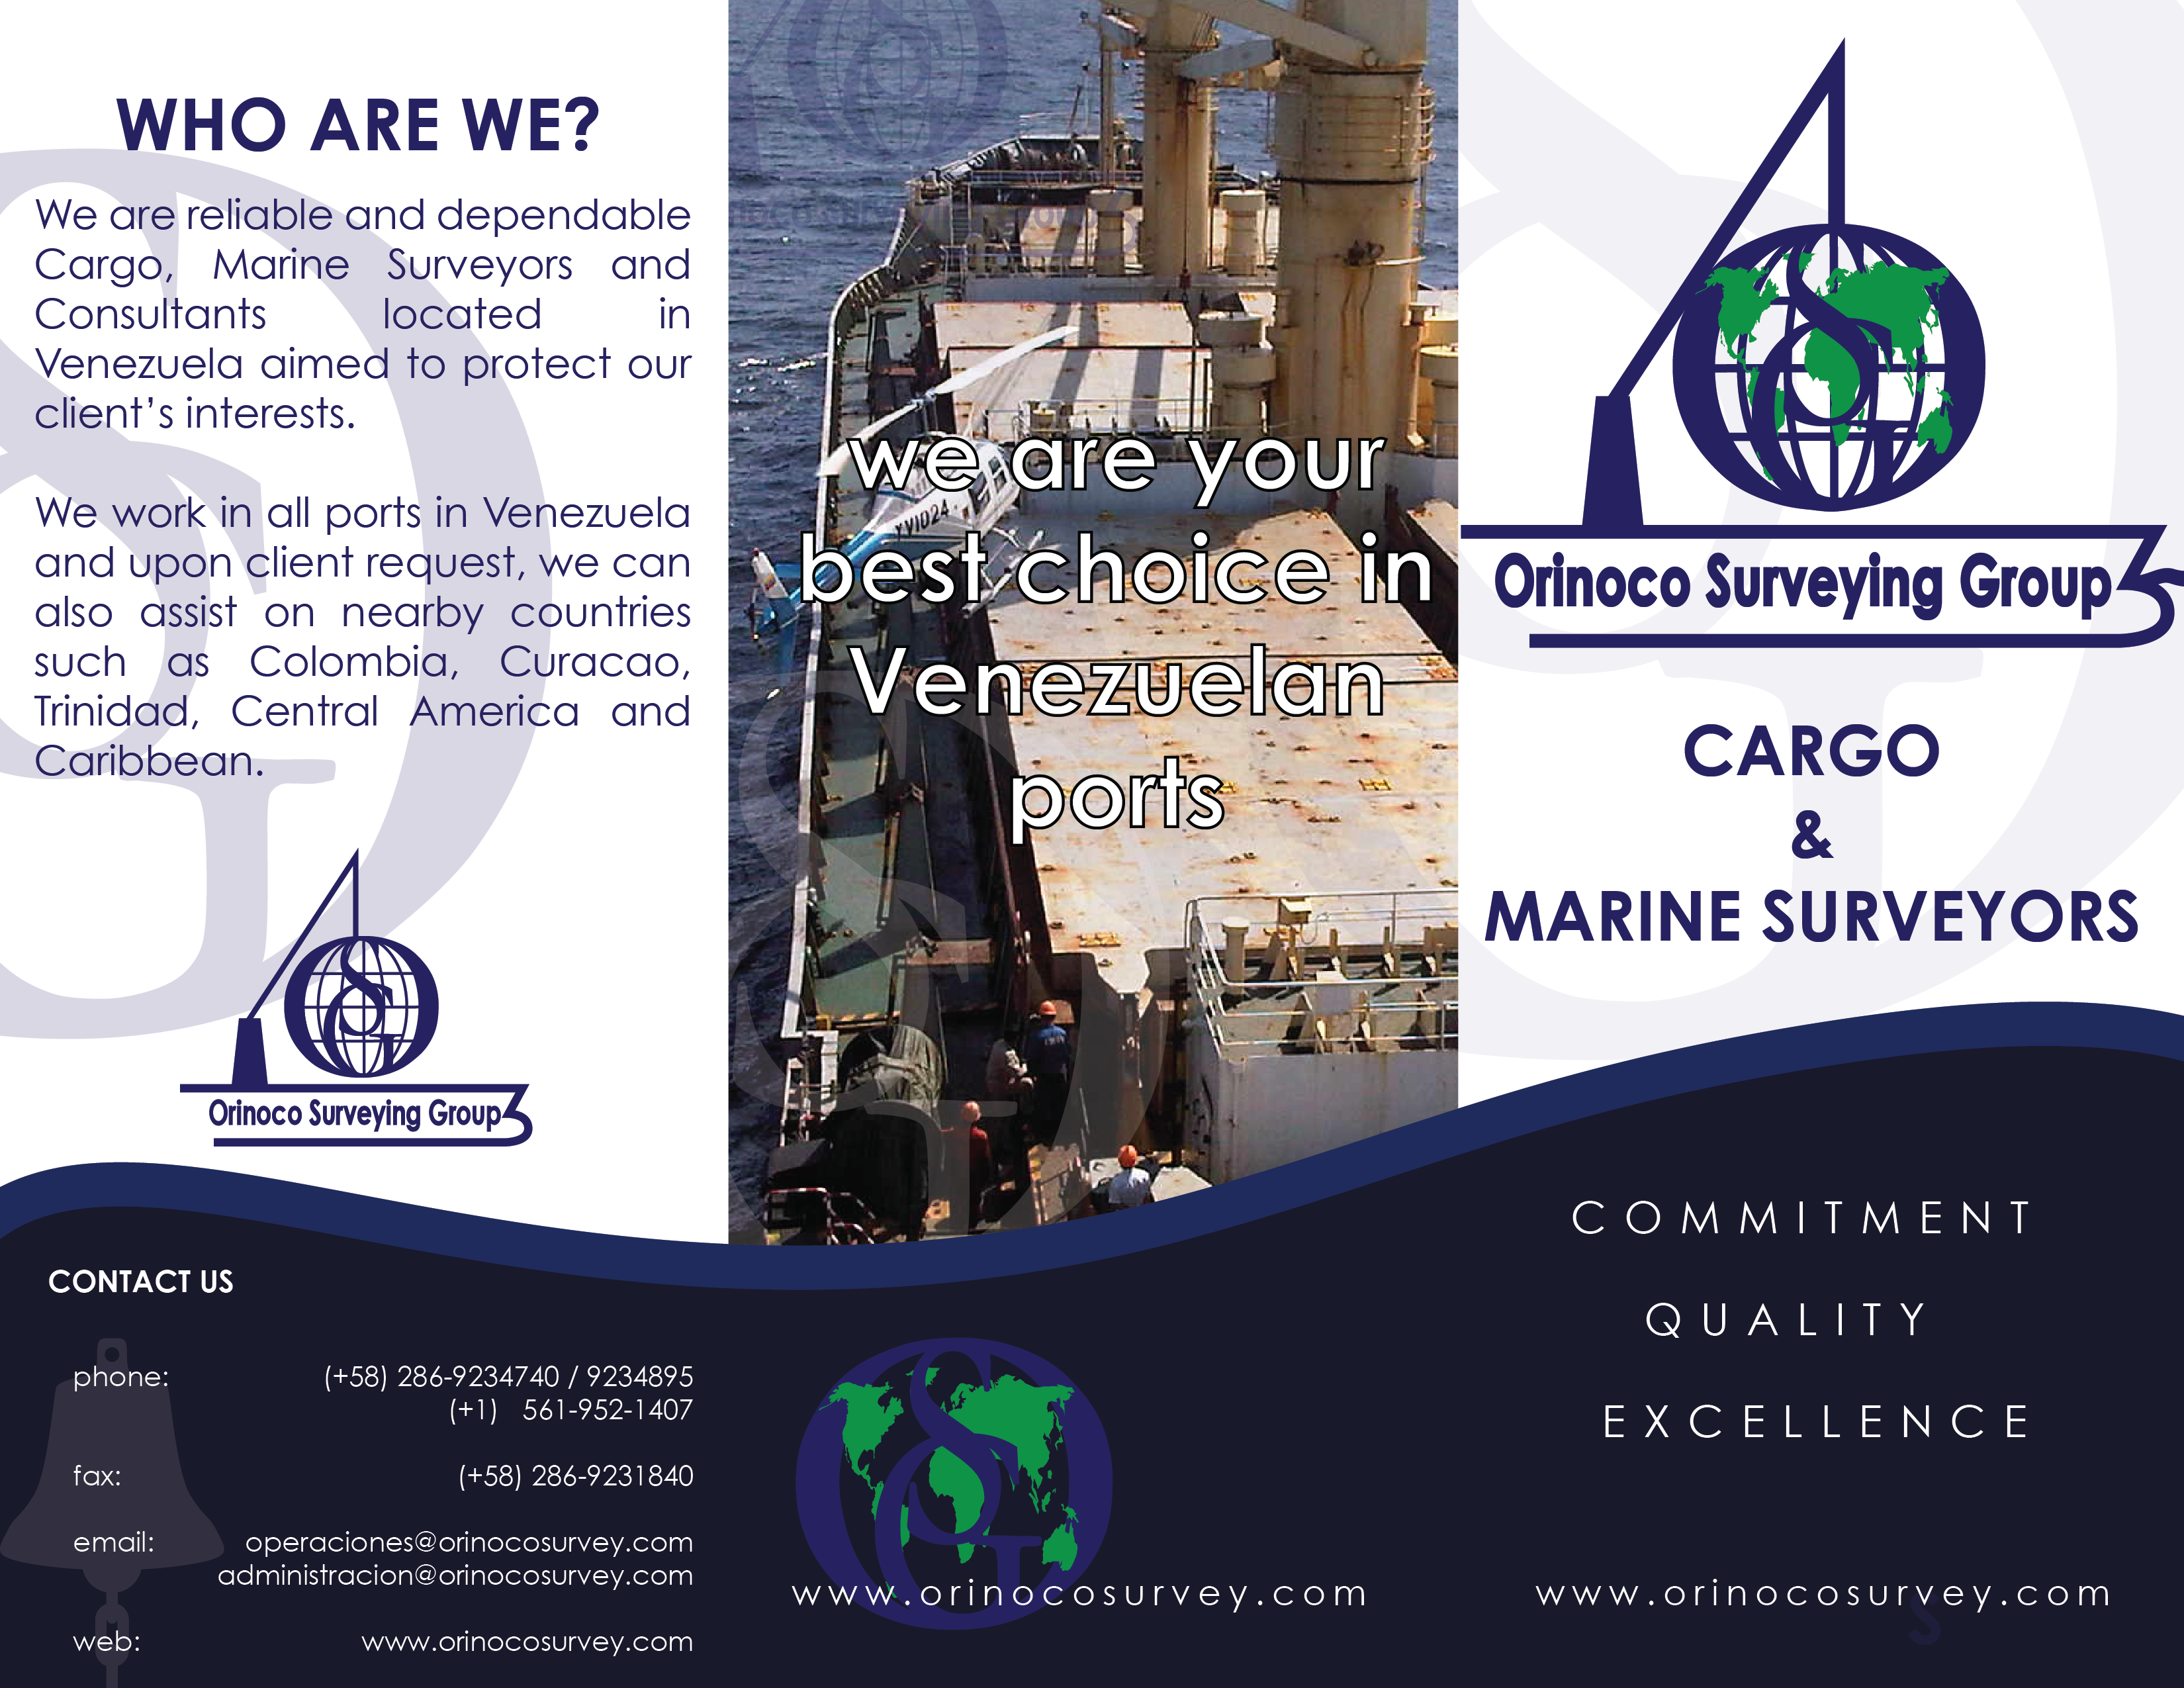 WHO ARE WE?
We are reliable and dependable
Cargo, Marine Surveyors and
Consultants located in
Venezuela aimed to protect our
client’s interests.
We work in all ports in Venezuela
and upon client request, we can
also assist on nearby countries
such as Colombia, Curacao,
Trinidad, Central America and
Caribbean.
Orinoco Surveying Group
CONTACT US
phone: (+58) 286-9234740 / 9234895
(+1) 561-952-1407
fax: (+58) 286-9231840
email: operaciones@orinocosurvey.com
administracion@orinocosurvey.com
web: www.orinocosurvey.com
we are your
best choice in
Venezuelan
ports
YV1024
www.orinocosurvey.com
Orinoco Surveying Group
CARGO
&
MARINE SURVEYORS
COMMITMENT
QUALITY
EXCELLENCE
www.orinocosurvey.com